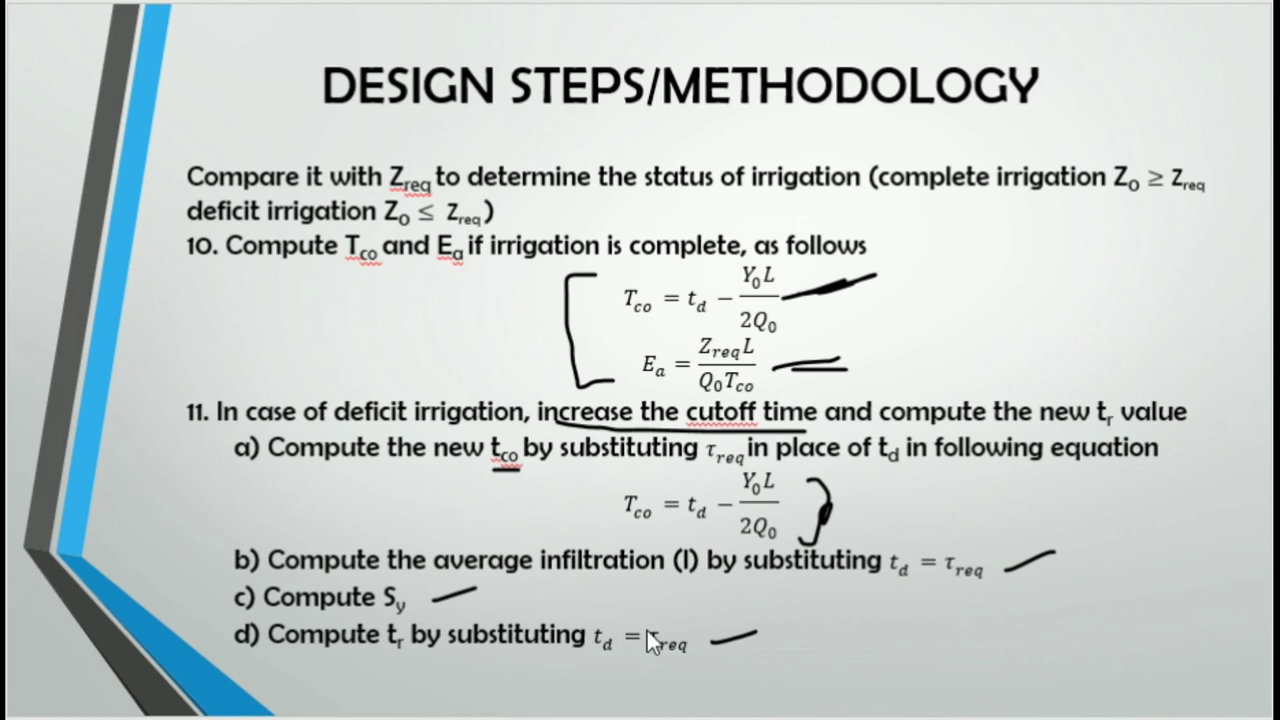 DESIGN STEPS/METHODOLOGY
Compare it with Z_req to determine the status of irrigation (complete irrigation Z_0 ≥ Z_req
deficit irrigation Z_0 ≤ Z_req)
10. Compute T_co and E_a if irrigation is complete, as follows
T_co = t_d − Y_0 L / 2Q_0
E_a = Z_req L / Q_0 T_co
11. In case of deficit irrigation, increase the cutoff time and compute the new t_r value
a) Compute the new t_co by substituting τ_req in place of t_d in following equation
T_co = t_d − Y_0 L / 2Q_0
b) Compute the average infiltration (I) by substituting t_d = τ_req
c) Compute S_y
d) Compute t_r by substituting t_d = τ_req